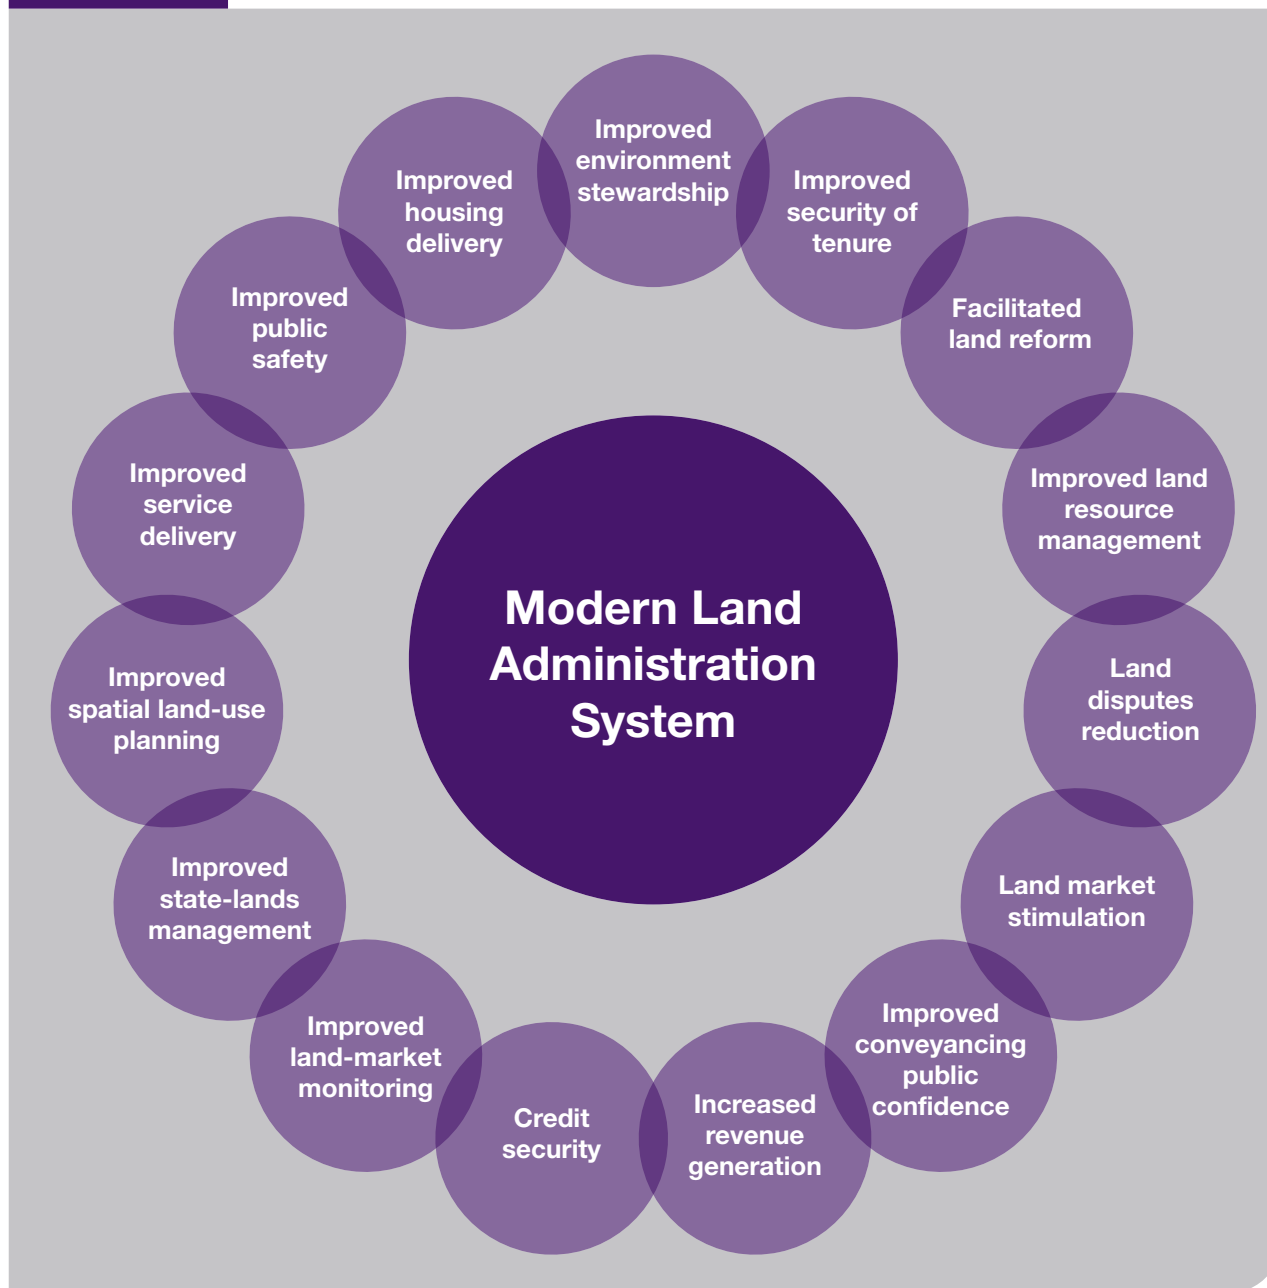 Improved
environment
stewardship
Improved
security of
tenure
Facilitated
land reform
Improved land
resource
management
Land
disputes
reduction
Land market
stimulation
Improved
conveyancing
public
confidence
Increased
revenue
generation
Credit
security
Improved
land-market
monitoring
Improved
state-lands
management
Improved
spatial land-use
planning
Improved
service
delivery
Improved
public
safety
Improved
housing
delivery
Modern Land
Administration
System